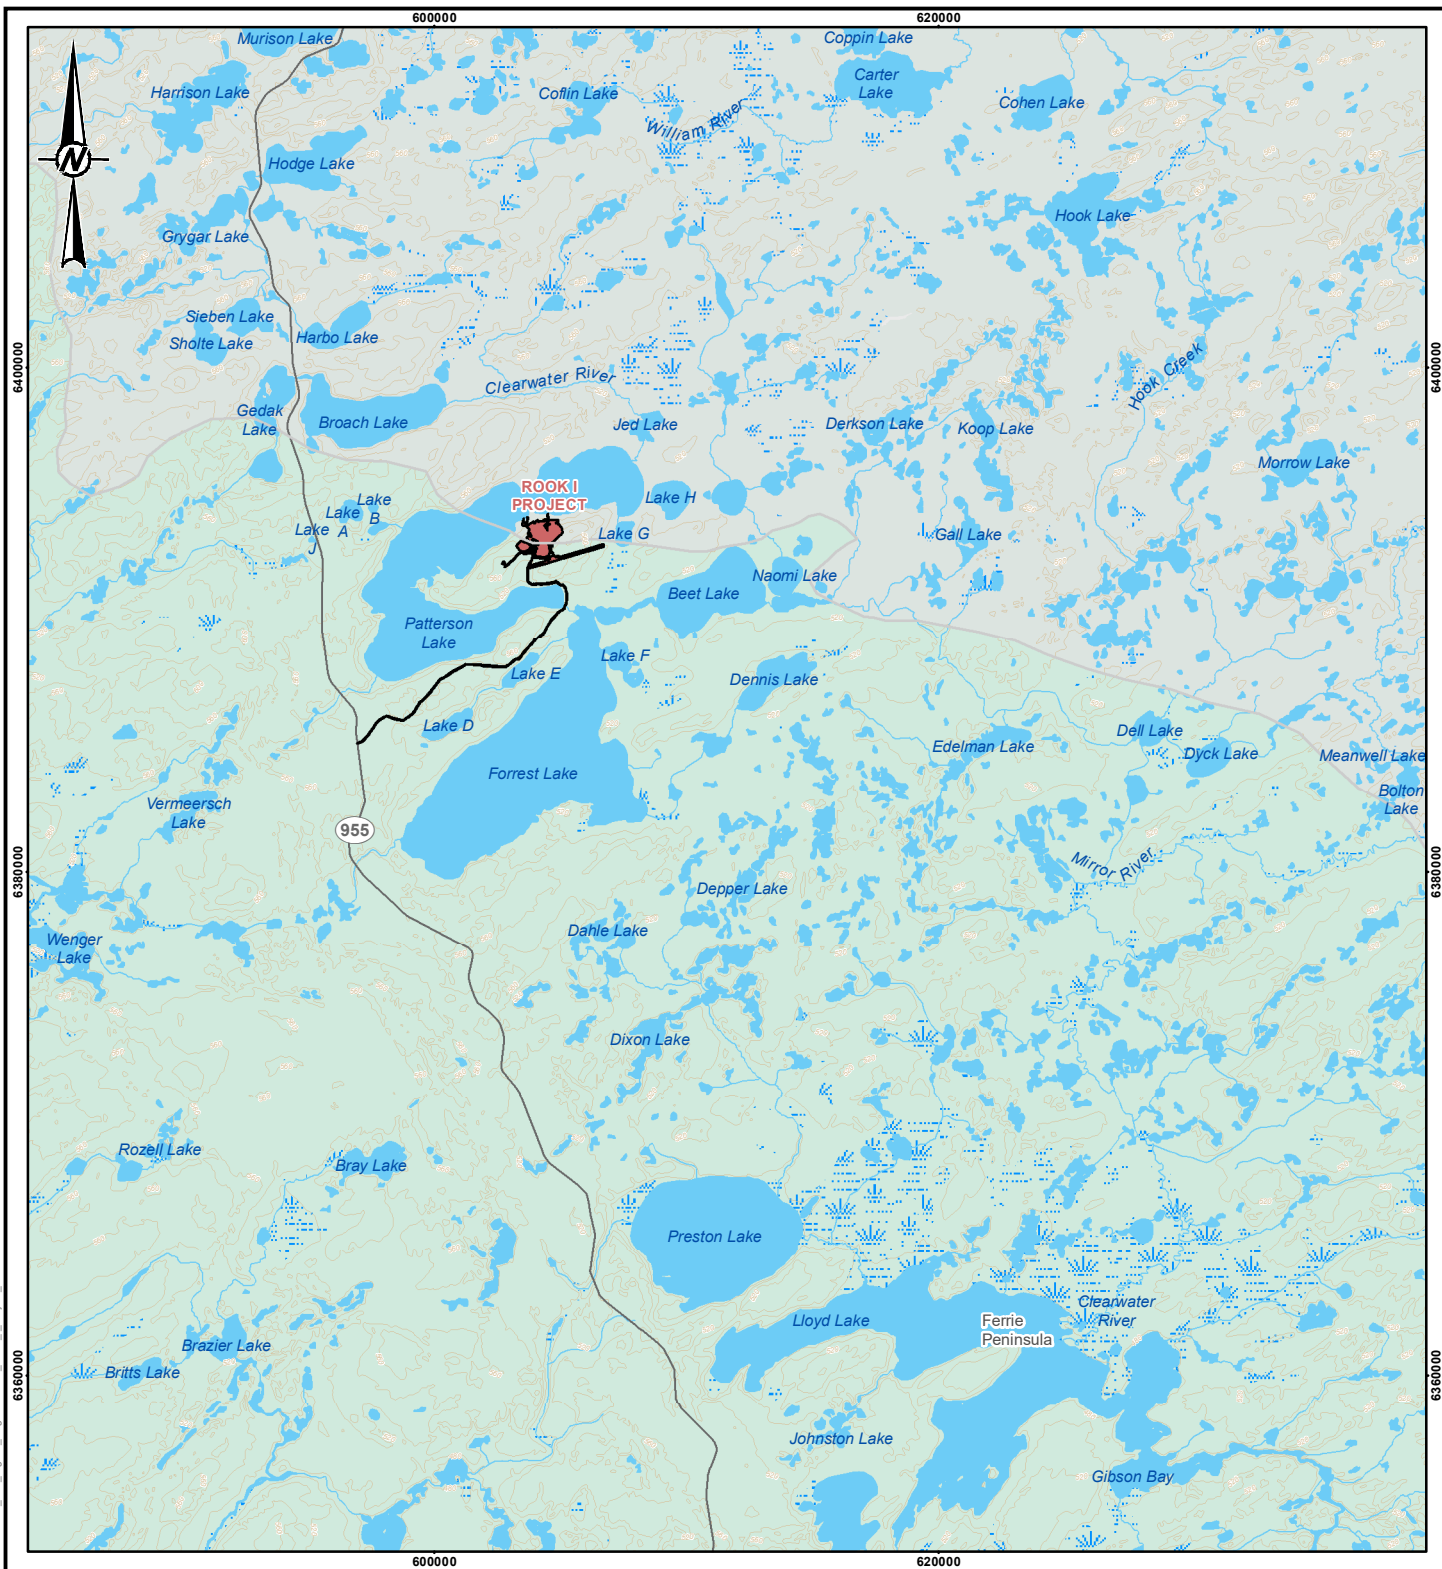 600000
620000
Murison Lake
Coppin Lake
Harrison Lake
Coflin Lake
Carter
Lake
Cohen Lake
William River
N
Hodge Lake
Hook Lake
Grygar Lake
Sieben Lake
Sholte Lake
Harbo Lake
6400000
6400000
Clearwater River
Hook Creek
Gedak
Lake
Broach Lake
Jed Lake
Derkson Lake
Koop Lake
Morrow Lake
ROOK I
PROJECT
Lake H
Lake
B
Lake
A
Lake
J
Lake G
Gall Lake
Naomi Lake
Beet Lake
Patterson
Lake
Lake F
Lake E
Dennis Lake
Lake D
Edelman Lake
Dell Lake
Dyck Lake
Meanwell Lake
Forrest Lake
Bolton
Lake
Vermeersch
Lake
955
Mirror River
6380000
6380000
Depper Lake
Dahle Lake
Wenger
Lake
Dixon Lake
Rozell Lake
Bray Lake
Preston Lake
Clearwater
River
Lloyd Lake
Ferrie
Peninsula
Brazier Lake
Britts Lake
6360000
6360000
Johnston Lake
Gibson Bay
600000
620000